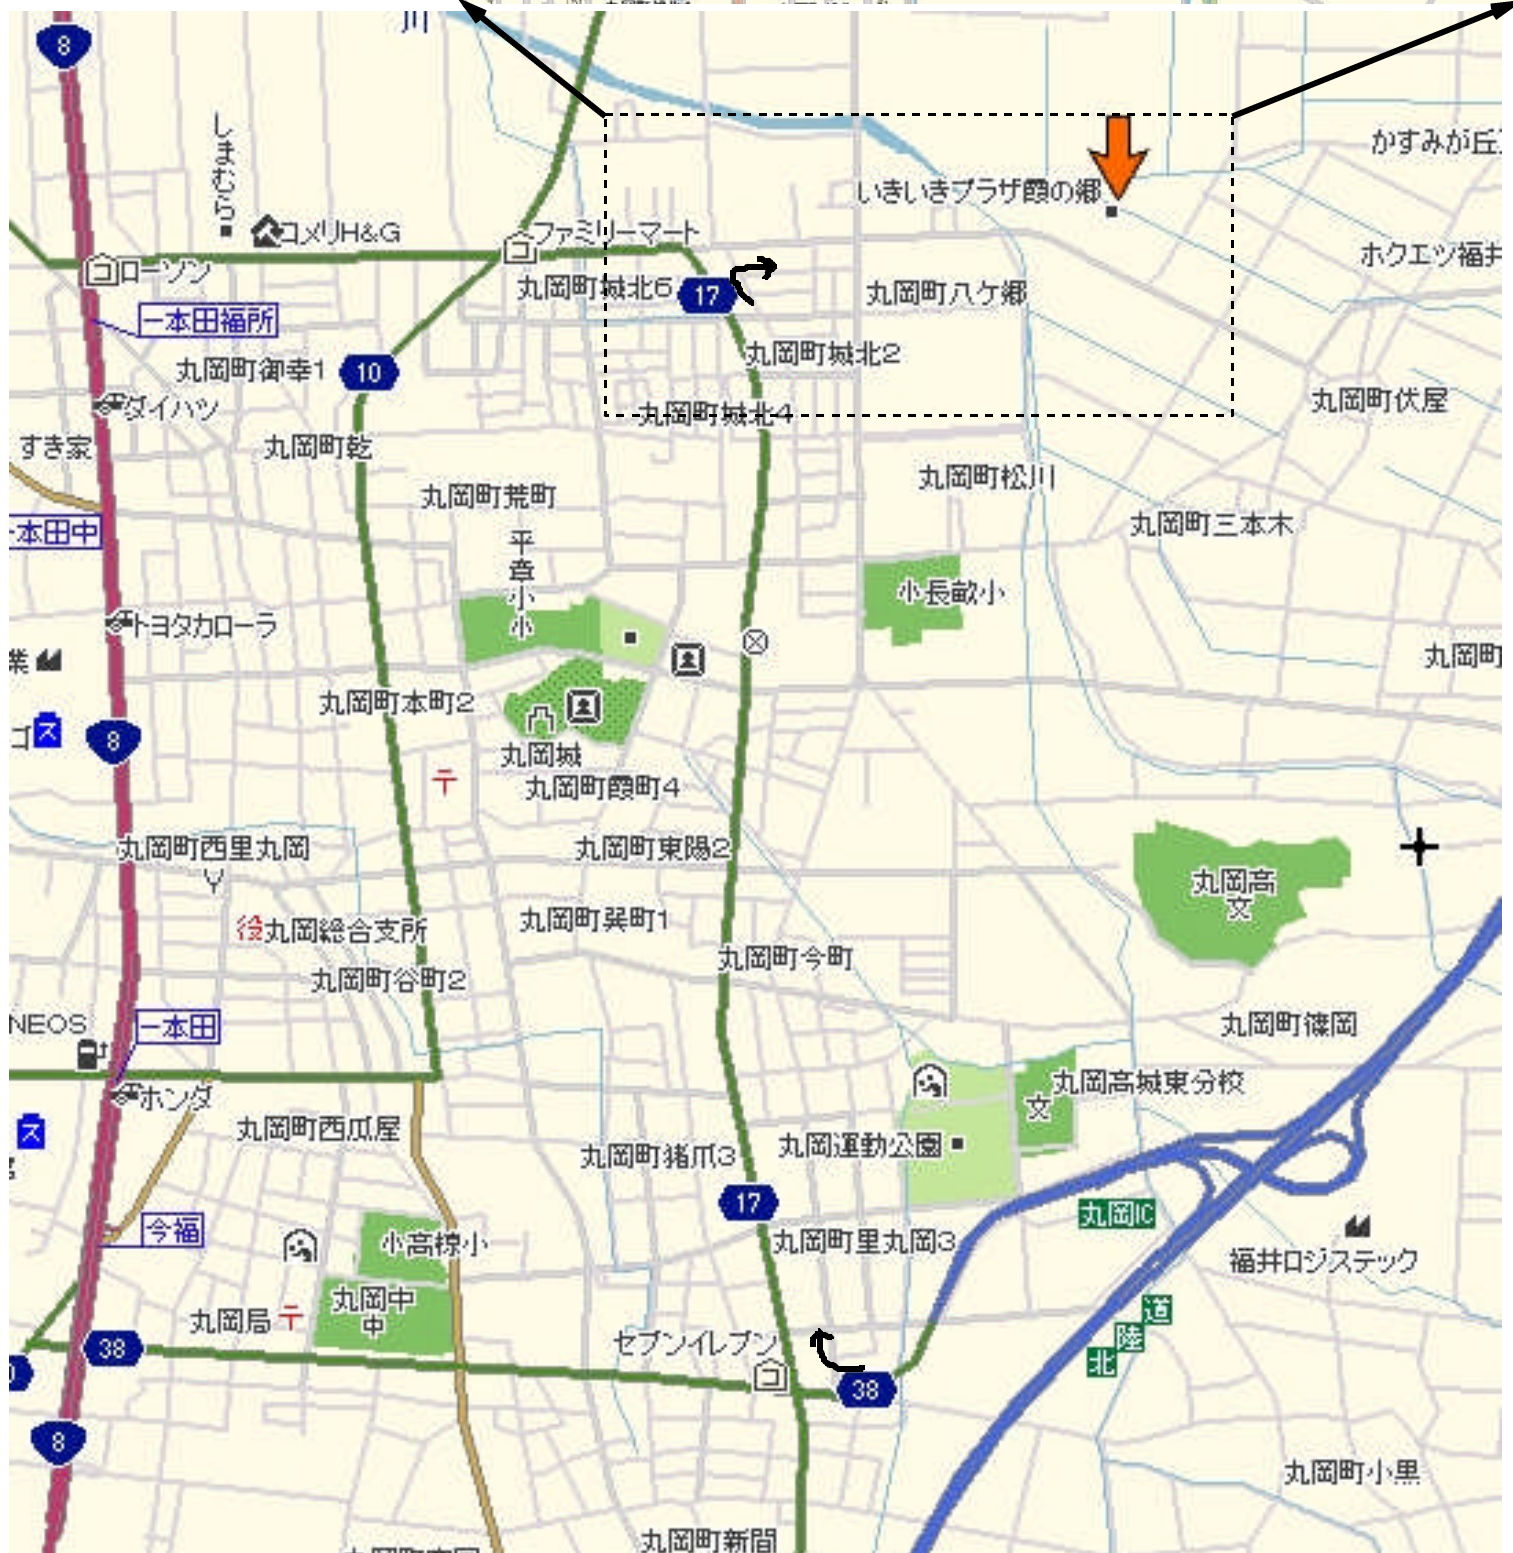 川
8
しまむら
かすみが丘
いきいきプラザ霞の郷
コメリH&G
ファミリーマート
ホクエツ福井
ローソン
丸岡町城北6
17
丸岡町八ケ郷
一本田福所
丸岡町御幸1
10
丸岡町城北2
ダイハツ
丸岡町城北4
丸岡町伏屋
すき家
丸岡町乾
丸岡町松川
丸岡町荒町
一本田中
丸岡町三本木
平章小
小
小長畝小
トヨタカローラ
業
丸岡町
丸岡町本町2
ゴ
ス
8
丸岡城
〒
丸岡町霞町4
丸岡町西里丸岡
丸岡町東陽2
丸岡高
文
役丸岡総合支所
丸岡町巽町1
丸岡町今町
丸岡町谷町2
NEOS
一本田
丸岡町篠岡
ホンダ
丸岡高城東分校
文
ス
丸岡町西瓜屋
丸岡町猪爪3
丸岡運動公園
17
丸岡IC
今福
小高椋小
丸岡町里丸岡3
福井ロジステック
丸岡中
中
丸岡局〒
38
セブンイレブン
コ
38
北陸道
8
丸岡町小黒
丸岡町新間